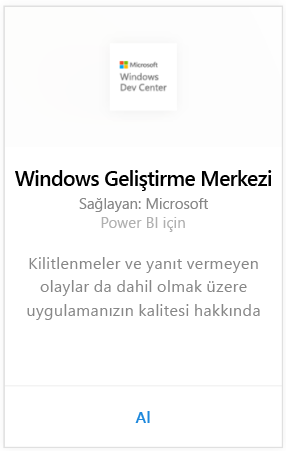 Microsoft
Windows
Dev Center
Windows Geliştirme Merkezi
Sağlayan: Microsoft
Power BI için
Kilitlenmeler ve yanıt vermeyen
olaylar da dahil olmak üzere
uygulamanızın kalitesi hakkında
Al